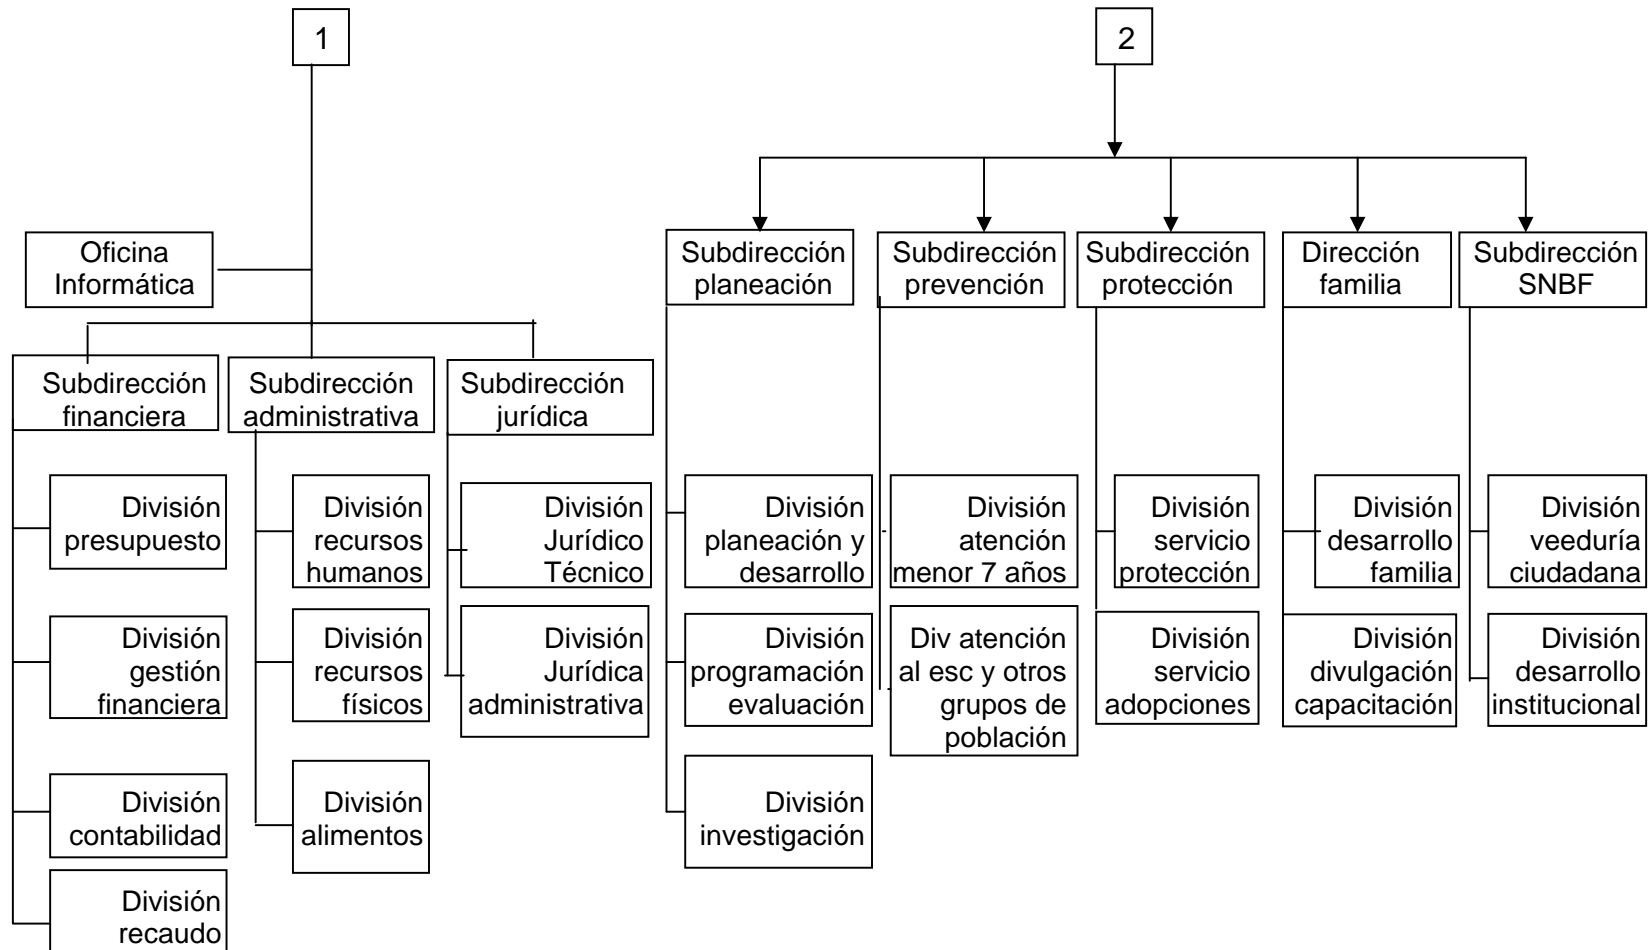 1
2
Oficina
Informática
Subdirección
financiera
Subdirección
administrativa
Subdirección
jurídica
División
presupuesto
División
gestión
financiera
División
contabilidad
División
recaudo
División
recursos
humanos
División
recursos
físicos
División
alimentos
División
Jurídico
Técnico
División
Jurídica
administrativa
Subdirección
planeación
Subdirección
prevención
Subdirección
protección
Dirección
familia
Subdirección
SNBF
División
planeación y
desarrollo
División
programación
evaluación
División
investigación
División
atención
menor 7 años
Div atención
al esc y otros
grupos de
población
División
servicio
protección
División
servicio
adopciones
División
desarrollo
familia
División
divulgación
capacitación
División
veeduría
ciudadana
División
desarrollo
institucional